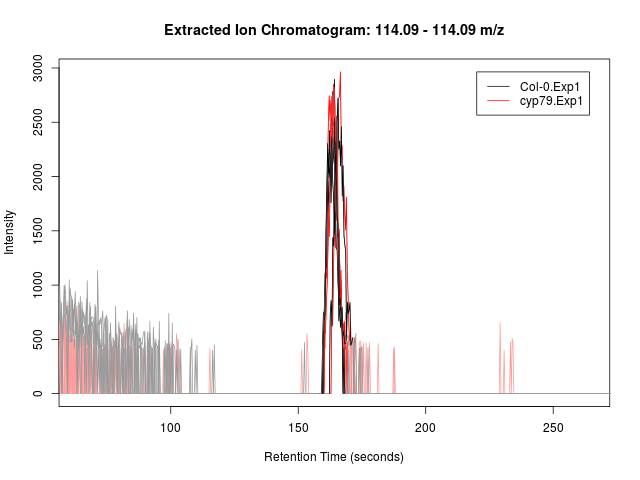 Extracted Ion Chromatogram: 114.09 - 114.09 m/z
Col-0.Exp1
cyp79.Exp1
Intensity
3000
2500
2000
1500
1000
500
0
100
150
200
250
Retention Time (seconds)